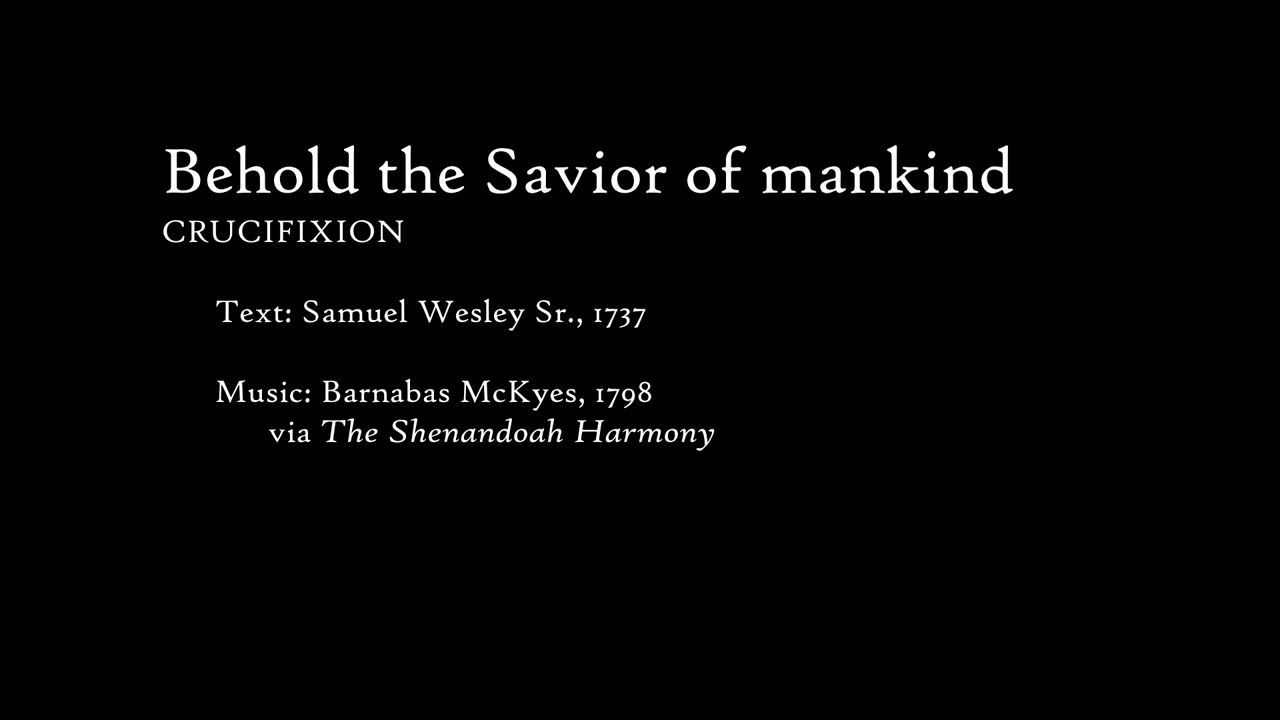 Behold the Savior of mankind
CRUCIFIXION
Text: Samuel Wesley Sr., 1737
Music: Barnabas McKyes, 1798
via The Shenandoah Harmony